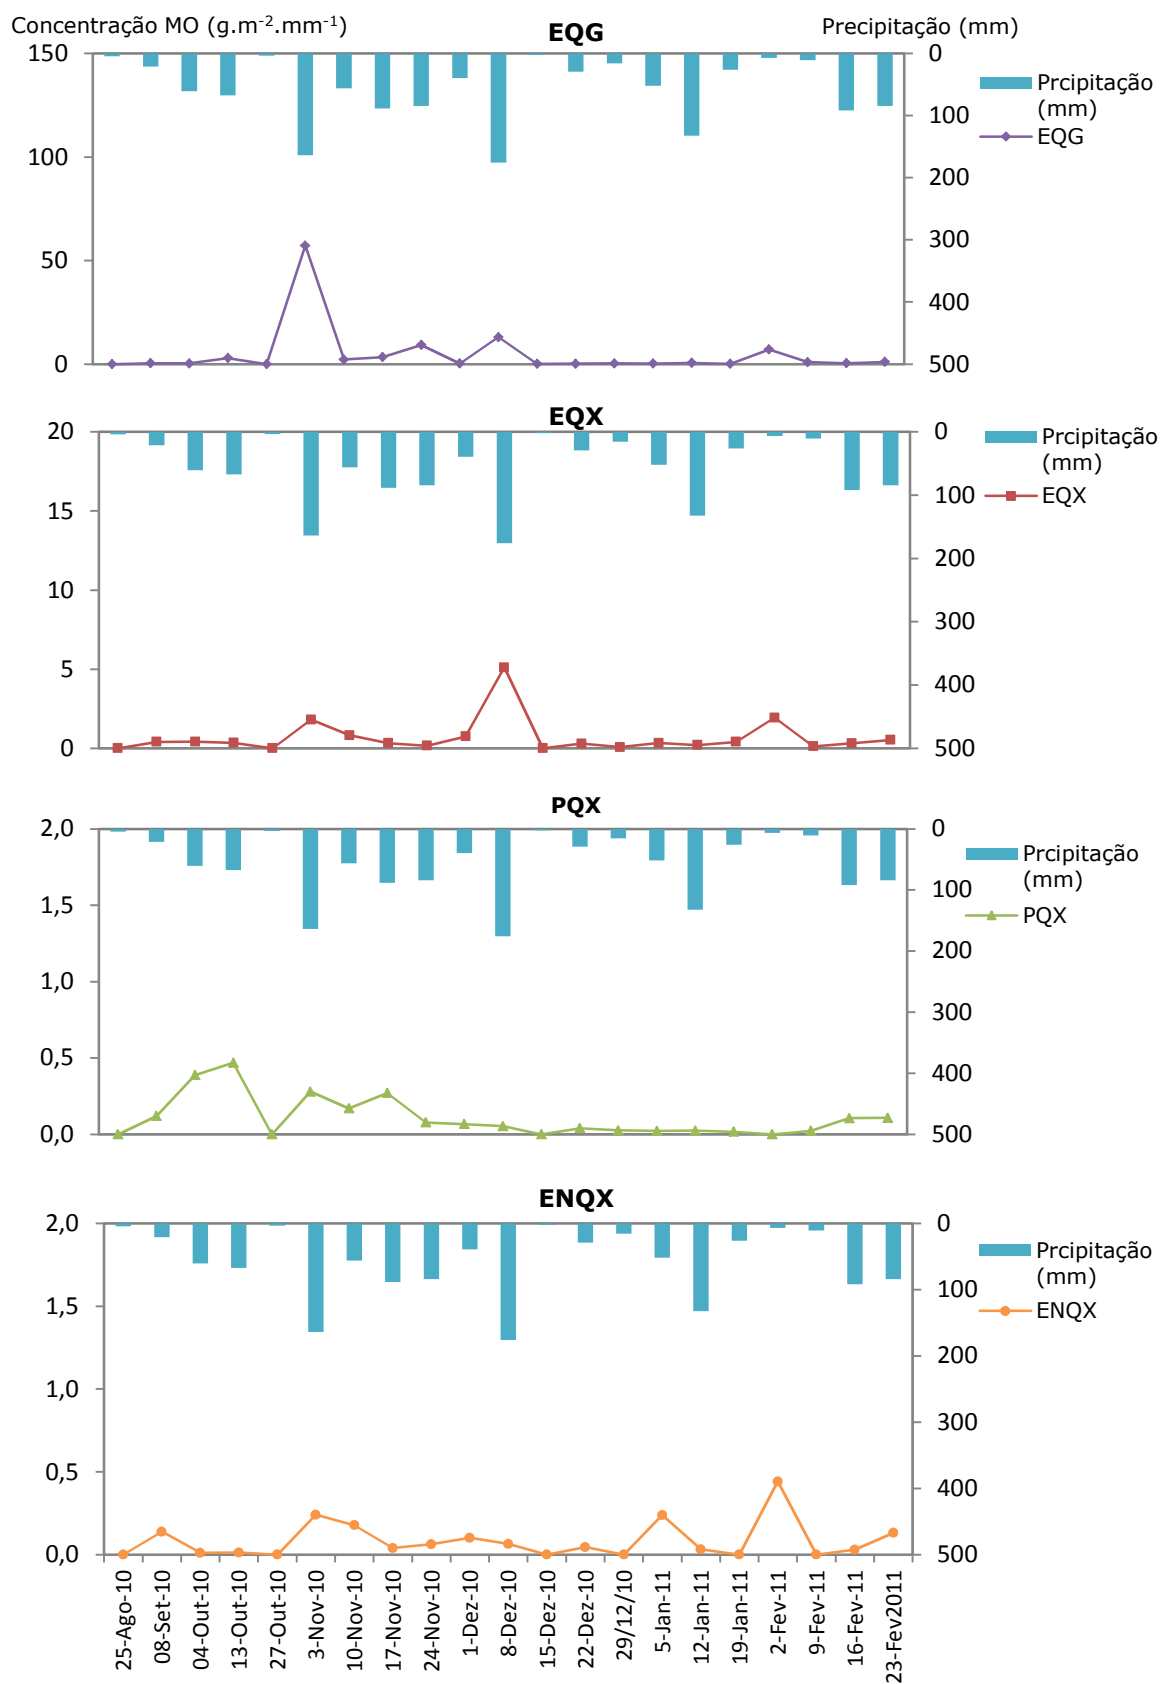 Concentração MO (g.m⁻².mm⁻¹)
EQG
Precipitação (mm)
150
100
50
0
0
100
200
300
400
500
Prcipitação
(mm)
EQG
EQX
20
15
10
5
0
0
100
200
300
400
500
Prcipitação
(mm)
EQX
PQX
2,0
1,5
1,0
0,5
0,0
0
100
200
300
400
500
Prcipitação
(mm)
PQX
ENQX
2,0
1,5
1,0
0,5
0,0
0
100
200
300
400
500
Prcipitação
(mm)
ENQX
25-Ago-10
08-Set-10
04-Out-10
13-Out-10
27-Out-10
3-Nov-10
10-Nov-10
17-Nov-10
24-Nov-10
1-Dez-10
8-Dez-10
15-Dez-10
22-Dez-10
29/12/10
5-Jan-11
12-Jan-11
19-Jan-11
2-Fev-11
9-Fev-11
16-Fev-11
23-Fev2011